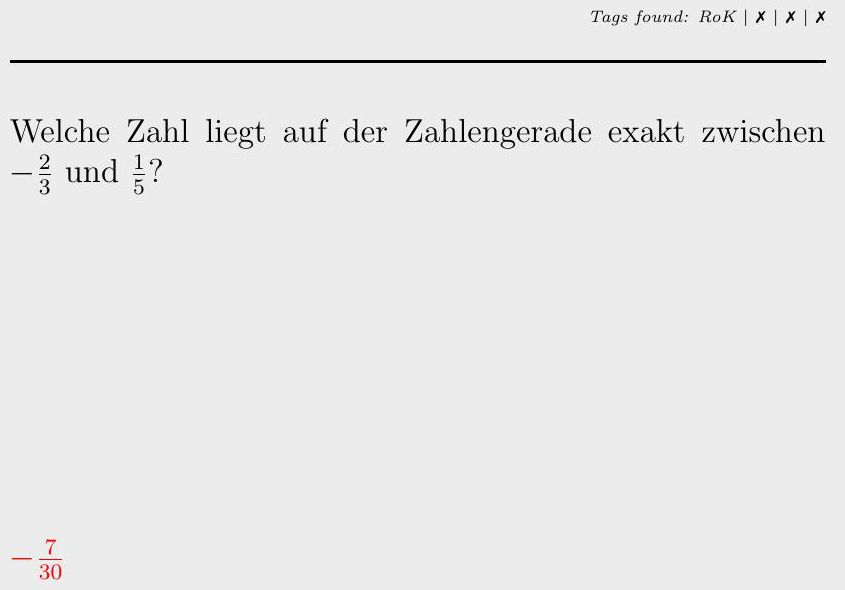 Tags found: RoK | ✗ | ✗ | ✗
Welche Zahl liegt auf der Zahlengerade exakt zwischen
$-\frac{2}{3}$ und $\frac{1}{5}$?
$-\frac{7}{30}$